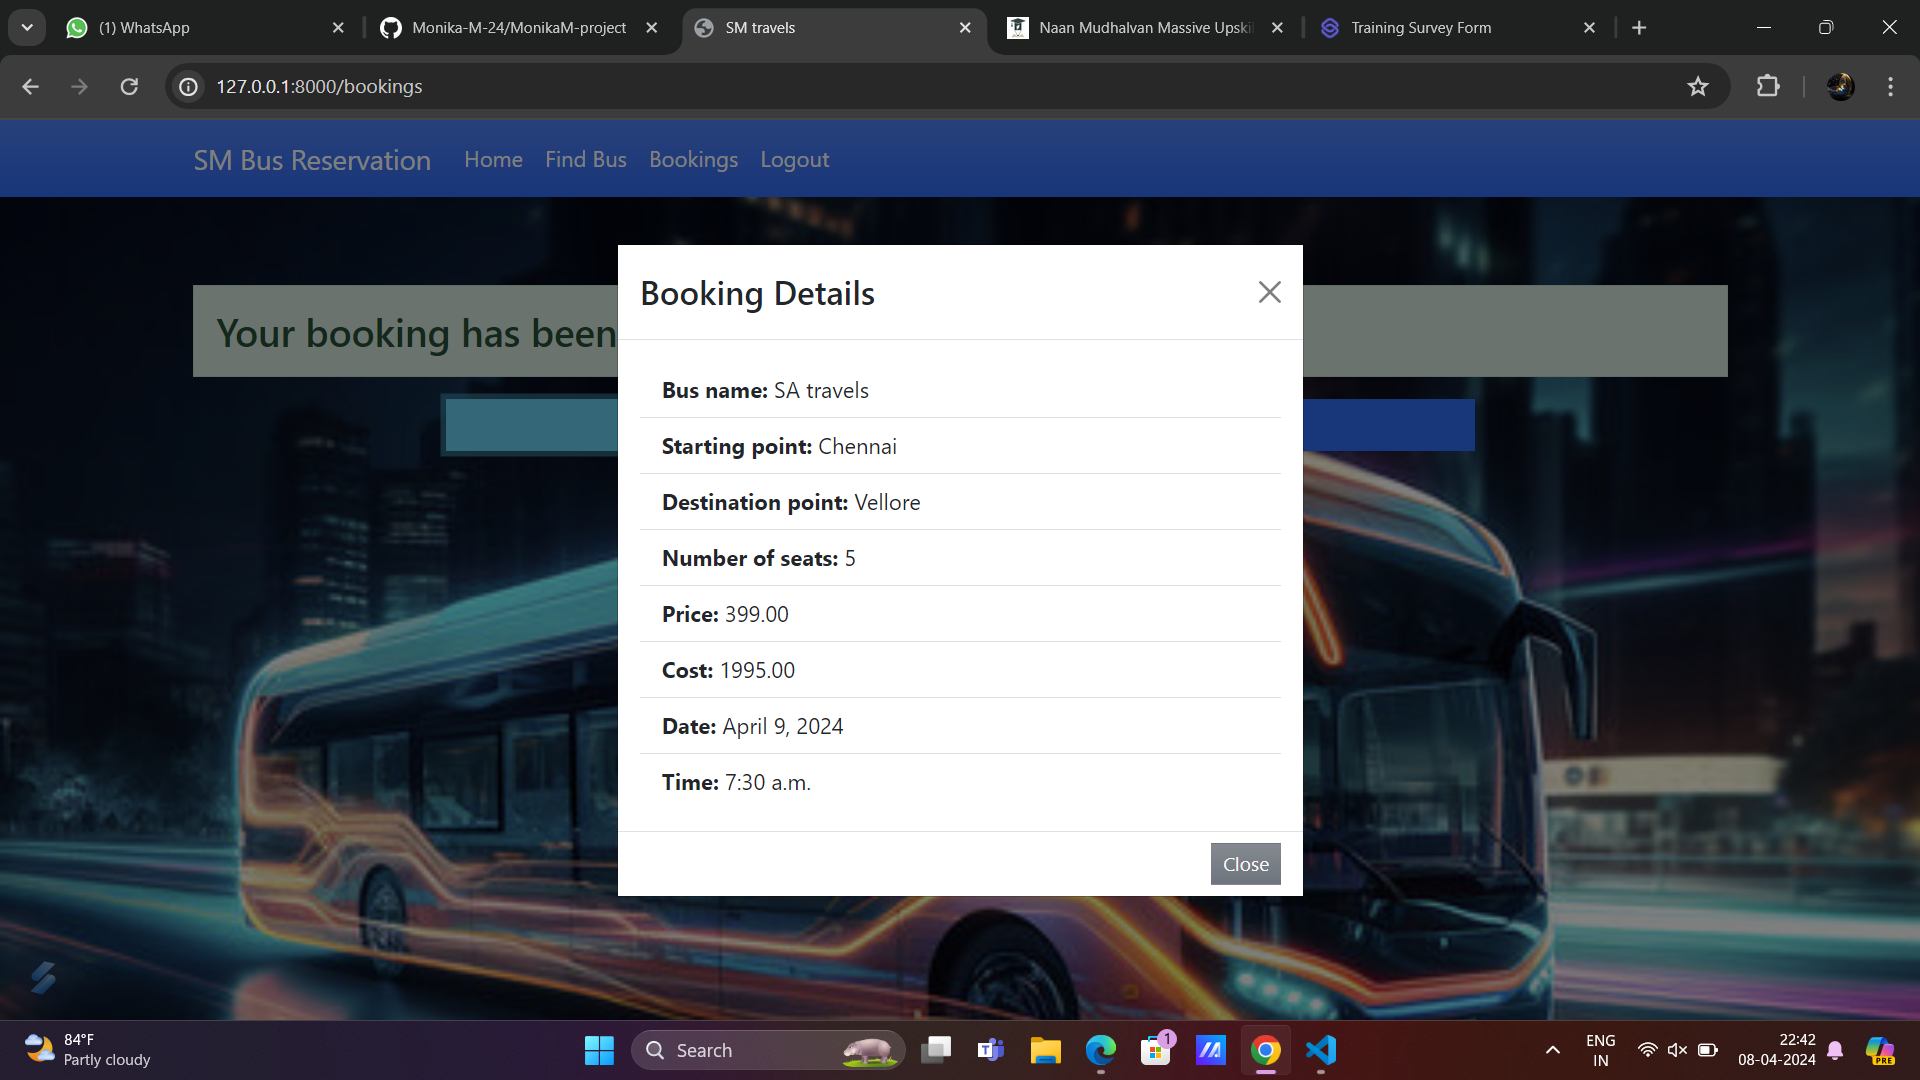 (1) WhatsApp
Monika-M-24/MonikaM-project
SM travels
Naan Mudhalvan Massive Upskil
Training Survey Form
127.0.0.1:8000/bookings
SM Bus Reservation
Home
Find Bus
Bookings
Logout
Your booking has been
Booking Details
Bus name: SA travels
Starting point: Chennai
Destination point: Vellore
Number of seats: 5
Price: 399.00
Cost: 1995.00
Date: April 9, 2024
Time: 7:30 a.m.
Close
84°F
Partly cloudy
Search
1
ENG
IN
22:42
08-04-2024
PRE